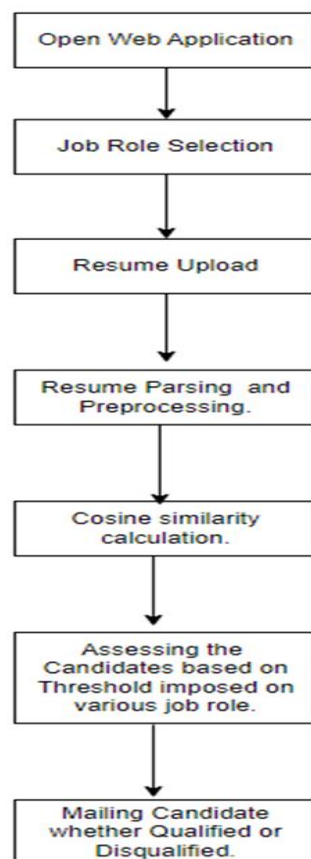 Open Web Application
Job Role Selection
Resume Upload
Resume Parsing and
Preprocessing.
Cosine similarity
calculation.
Assessing the
Candidates based on
Threshold imposed on
various job role.
Mailing Candidate
whether Qualified or
Disqualified.